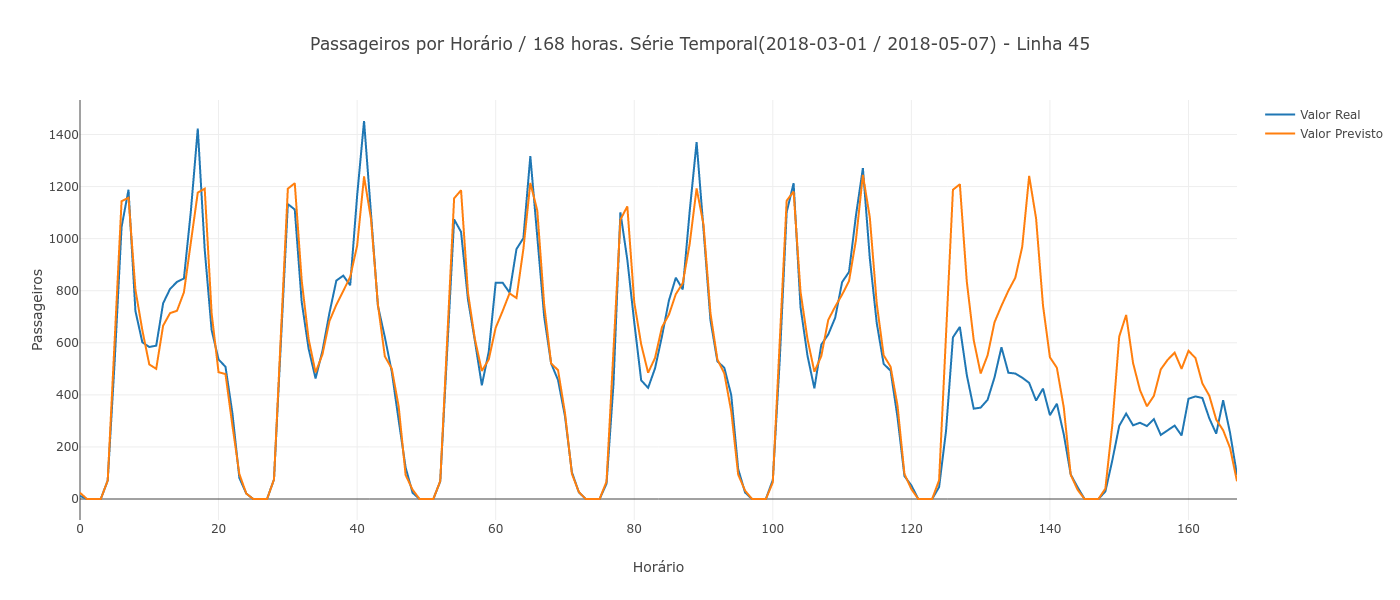 Passageiros por Horário / 168 horas. Série Temporal(2018-03-01 / 2018-05-07) - Linha 45
Valor Real
Valor Previsto
1400
1200
1000
800
600
400
200
0
Passageiros
0 20 40 60 80 100 120 140 160
Horário